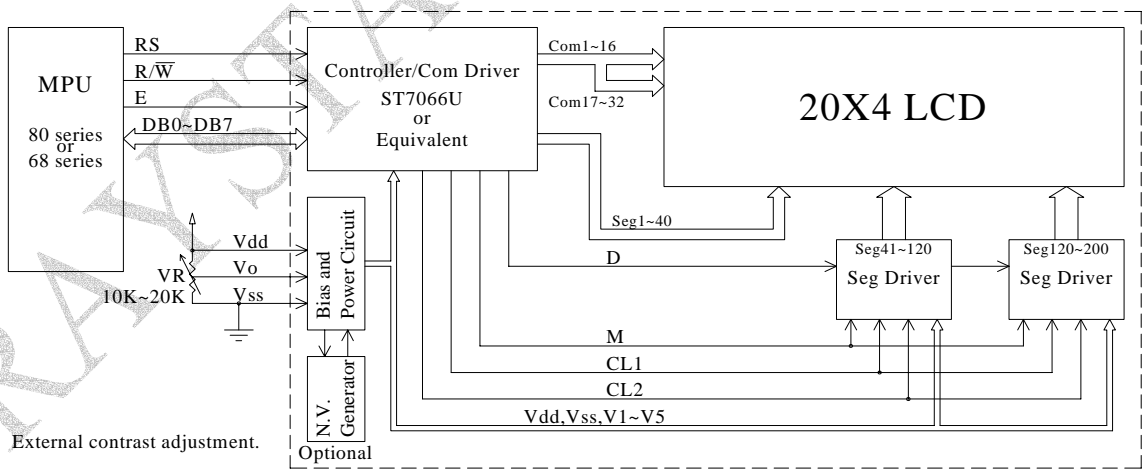 RAYSTA
MPU
80 series
or
68 series
RS
R/W̅
E
DB0~DB7
Controller/Com Driver
ST7066U
or
Equivalent
Com1~16
Com17~32
20X4 LCD
Seg1~40
D
Seg41~120
Seg Driver
Seg120~200
Seg Driver
Vdd
Vo
Vss
VR
10K~20K
Bias and
Power Circuit
N.V.
Generator
Optional
M
CL1
CL2
Vdd,Vss,V1~V5
External contrast adjustment.